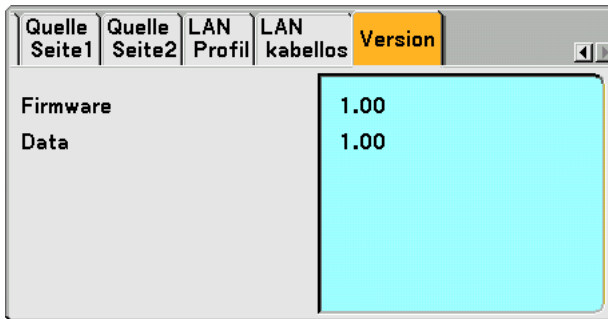 Quelle Seite1
Quelle Seite2
LAN Profil
LAN kabellos
Version
Firmware 1.00
Data 1.00